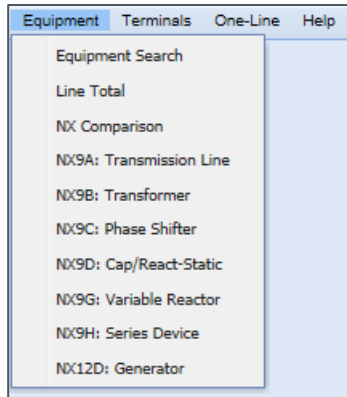 Equipment Terminals One-Line Help
Equipment Search
Line Total
NX Comparison
NX9A: Transmission Line
NX9B: Transformer
NX9C: Phase Shifter
NX9D: Cap/React-Static
NX9G: Variable Reactor
NX9H: Series Device
NX12D: Generator